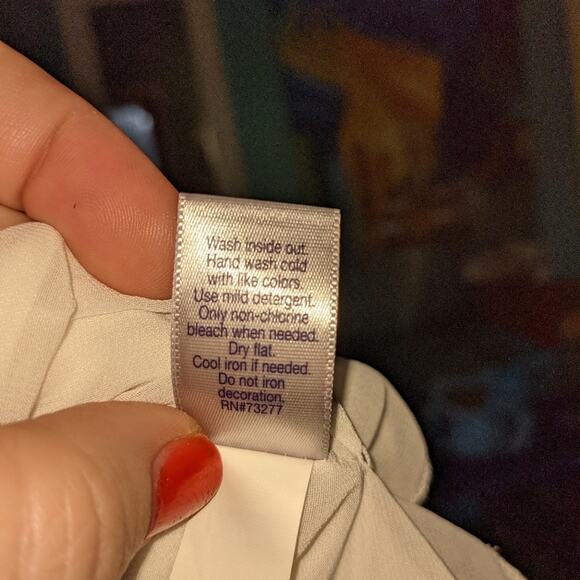 Wash inside out.
Hand wash cold
with like colors.
Use mild detergent.
Only non-chlorine
bleach when needed.
Dry flat.
Cool iron if needed.
Do not iron
decoration.
RN#73277